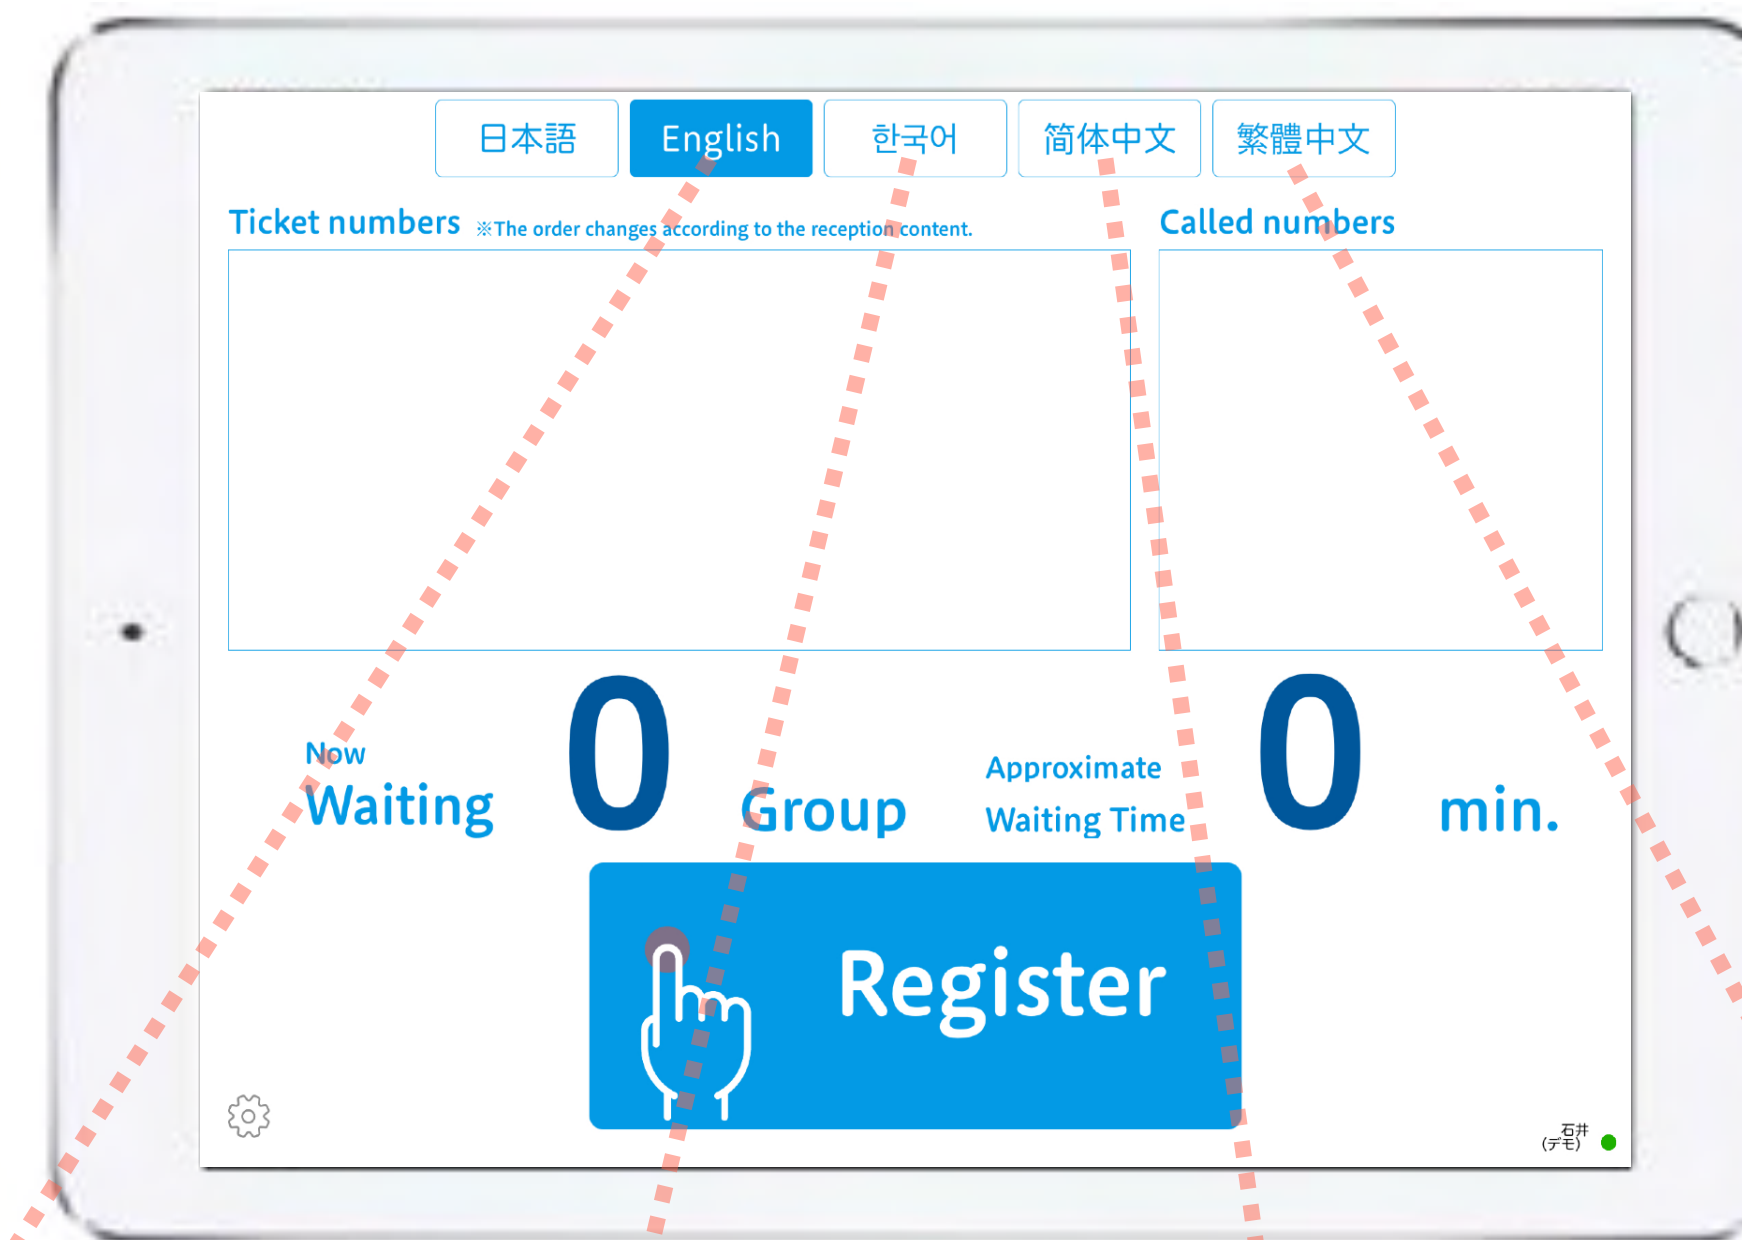 日本語
English
한국어
简体中文
繁體中文
Ticket numbers ※The order changes according to the reception content.
Called numbers
Now
Waiting
0
Group
Approximate
Waiting Time
0
min.
Register
石井
(デモ)